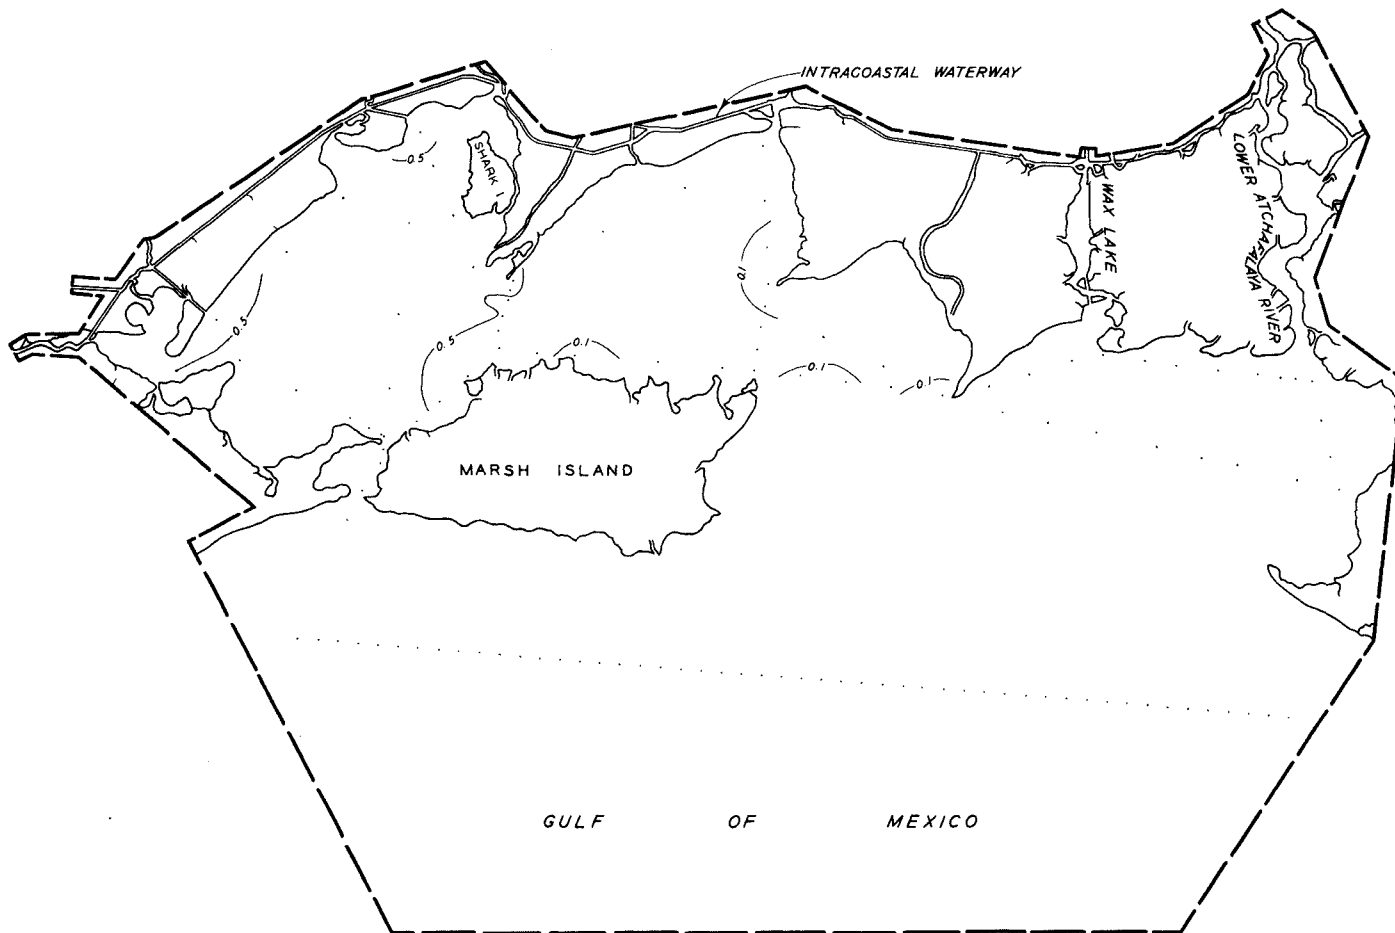 INTRACOASTAL WATERWAY
0.5
SHARK I.
LOWER ATCHAFALAYA RIVER
WAX LAKE
0.1
0.5
0.5
0.1
0.1
0.1
MARSH ISLAND
GULF OF MEXICO